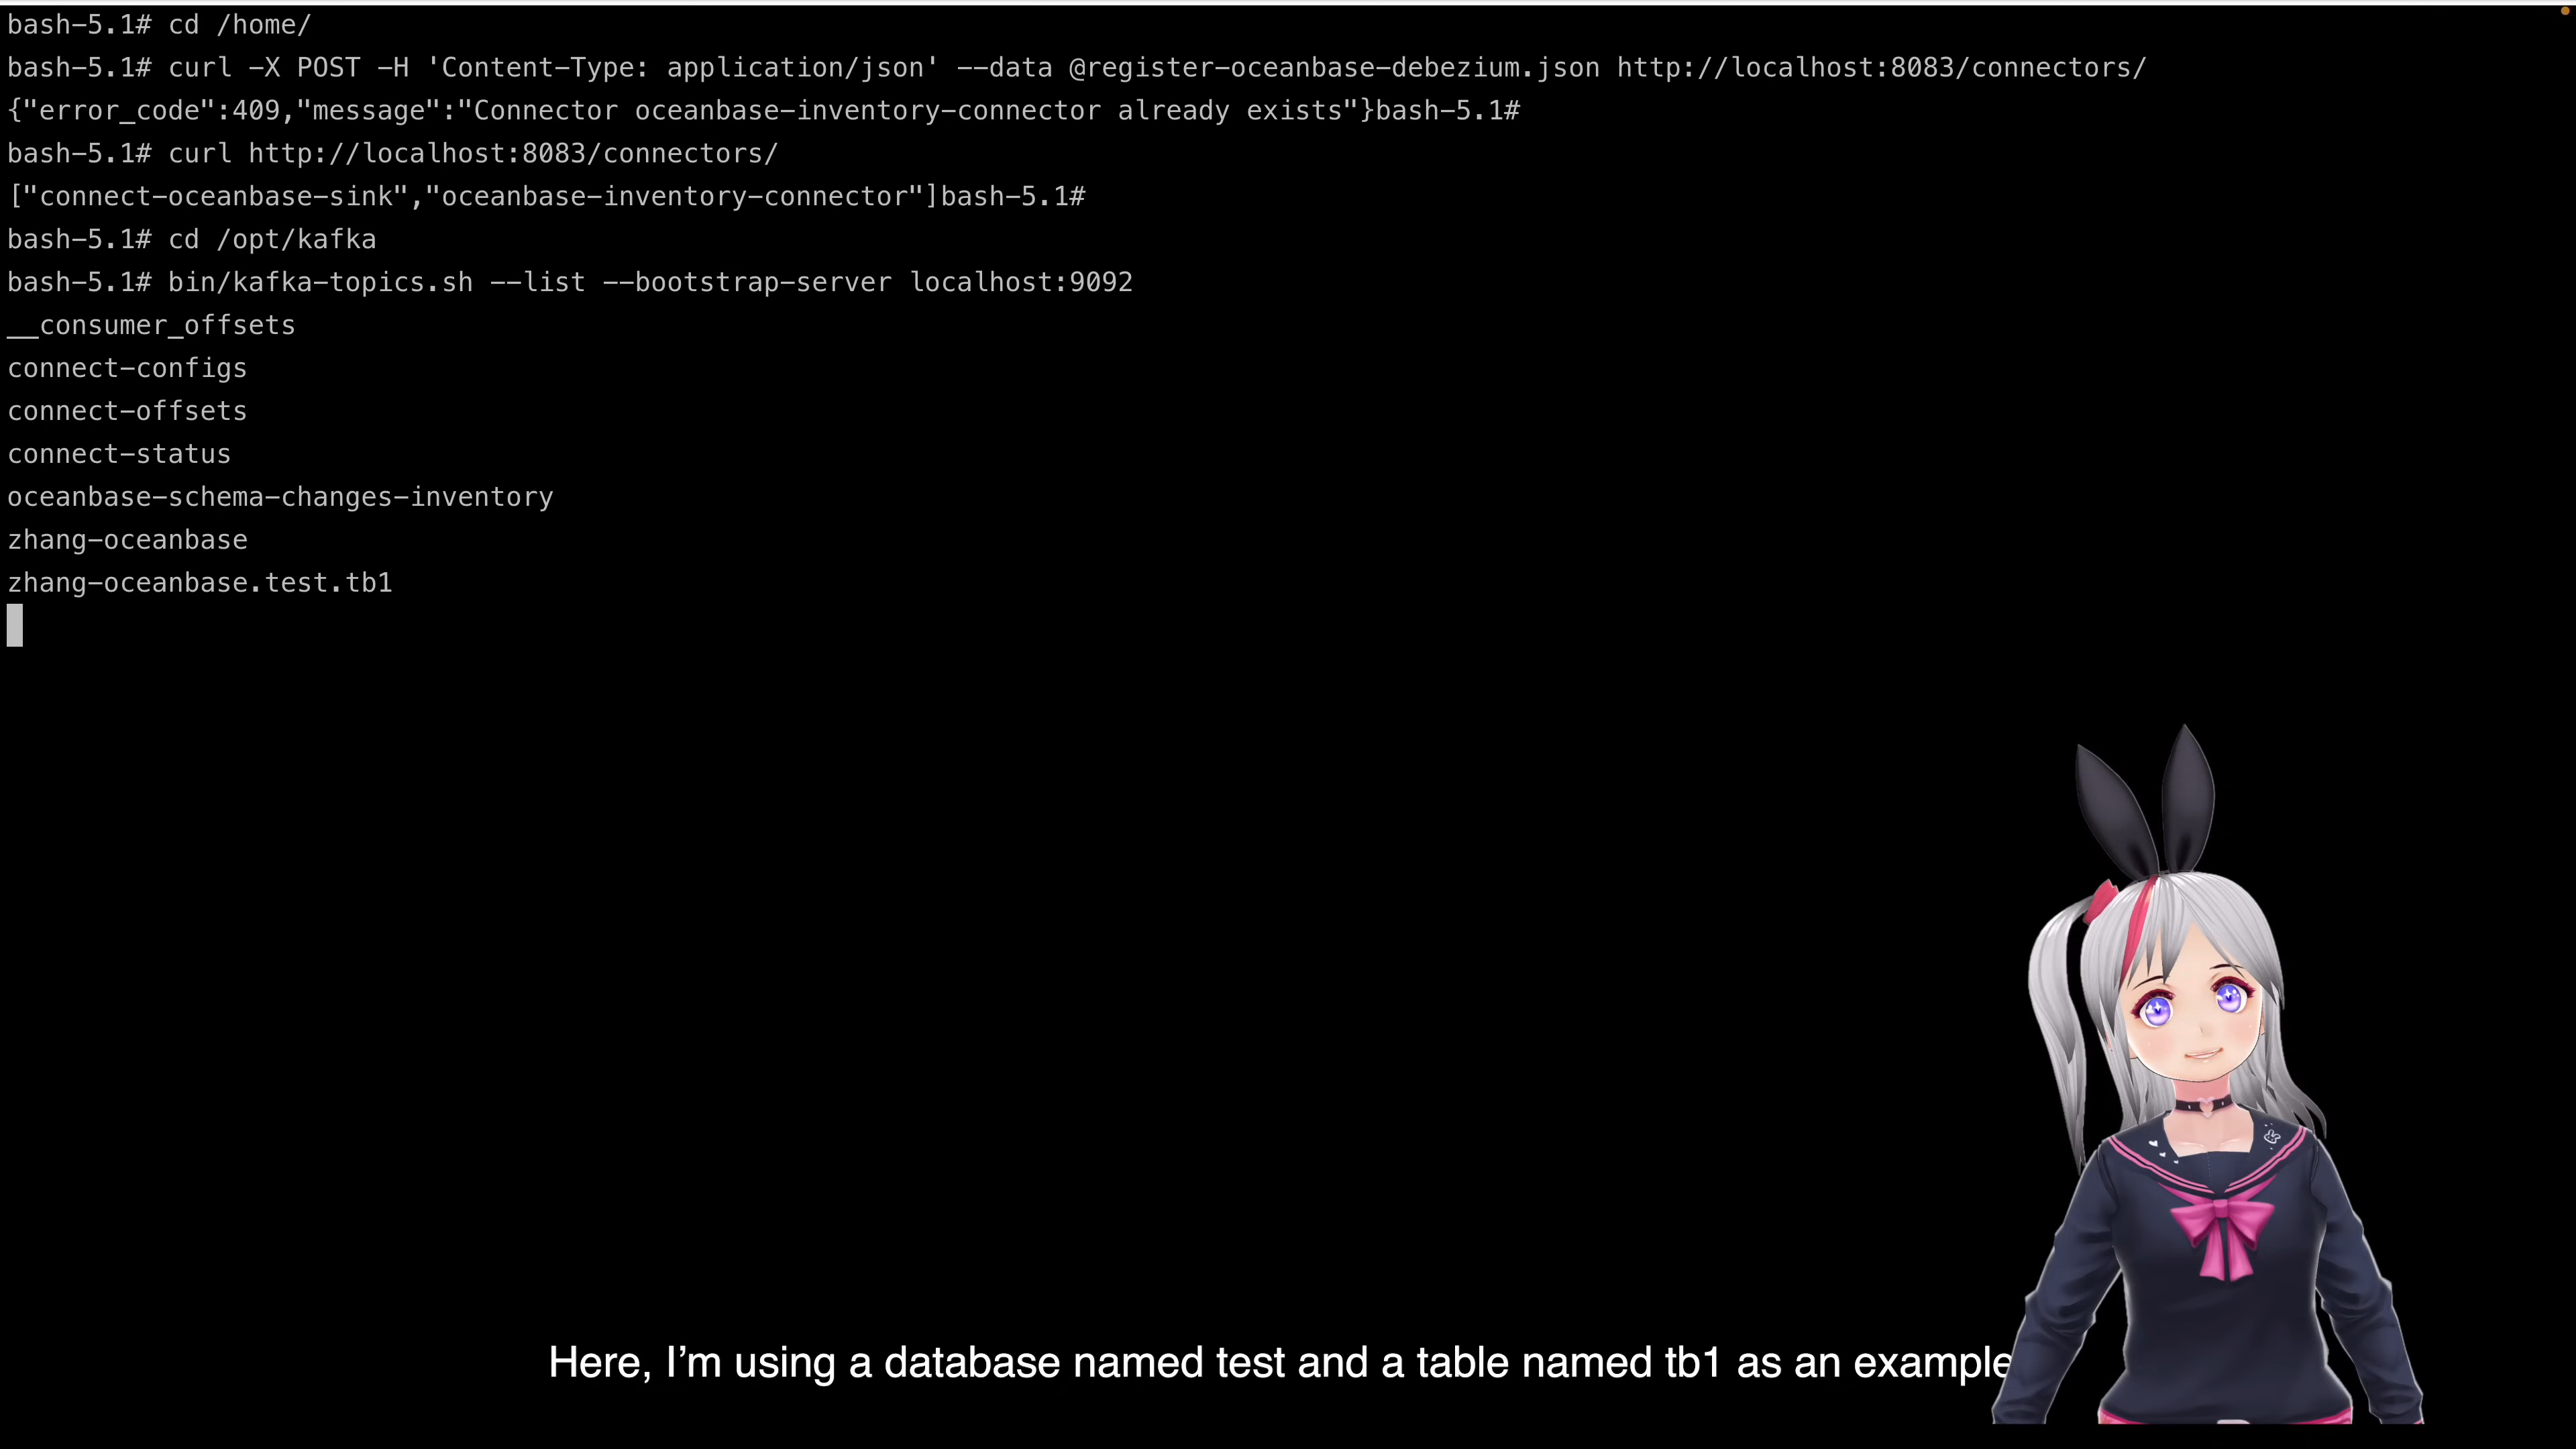 bash-5.1# cd /home/
bash-5.1# curl -X POST -H 'Content-Type: application/json' --data @register-oceanbase-debezium.json http://localhost:8083/connectors/
{"error_code":409,"message":"Connector oceanbase-inventory-connector already exists"}bash-5.1#
bash-5.1# curl http://localhost:8083/connectors/
["connect-oceanbase-sink","oceanbase-inventory-connector"]bash-5.1#
bash-5.1# cd /opt/kafka
bash-5.1# bin/kafka-topics.sh --list --bootstrap-server localhost:9092
__consumer_offsets
connect-configs
connect-offsets
connect-status
oceanbase-schema-changes-inventory
zhang-oceanbase
zhang-oceanbase.test.tb1
Here, I’m using a database named test and a table named tb1 as an example